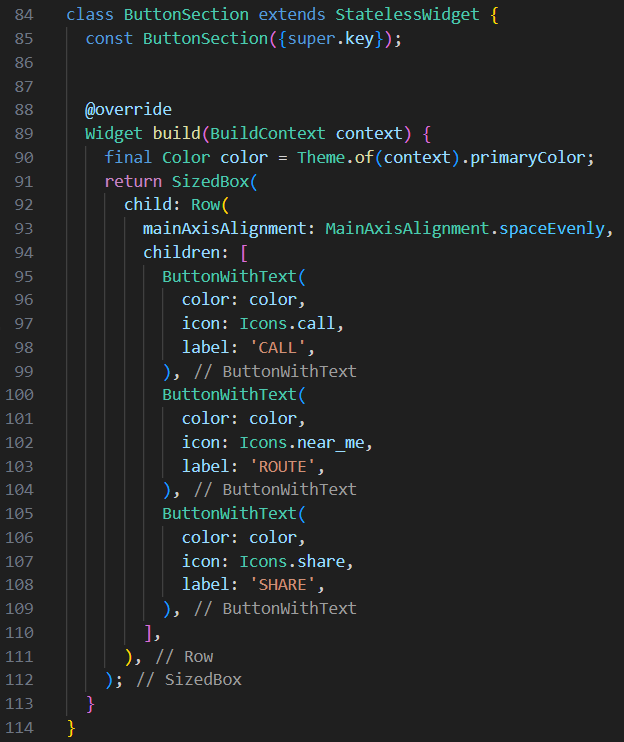 84 class ButtonSection extends StatelessWidget {
85   const ButtonSection({super.key});
86
87
88   @override
89   Widget build(BuildContext context) {
90     final Color color = Theme.of(context).primaryColor;
91     return SizedBox(
92       child: Row(
93         mainAxisAlignment: MainAxisAlignment.spaceEvenly,
94         children: [
95           ButtonWithText(
96             color: color,
97             icon: Icons.call,
98             label: 'CALL',
99           ), // ButtonWithText
100           ButtonWithText(
101             color: color,
102             icon: Icons.near_me,
103             label: 'ROUTE',
104           ), // ButtonWithText
105           ButtonWithText(
106             color: color,
107             icon: Icons.share,
108             label: 'SHARE',
109           ), // ButtonWithText
110         ],
111       ), // Row
112     ); // SizedBox
113   }
114 }